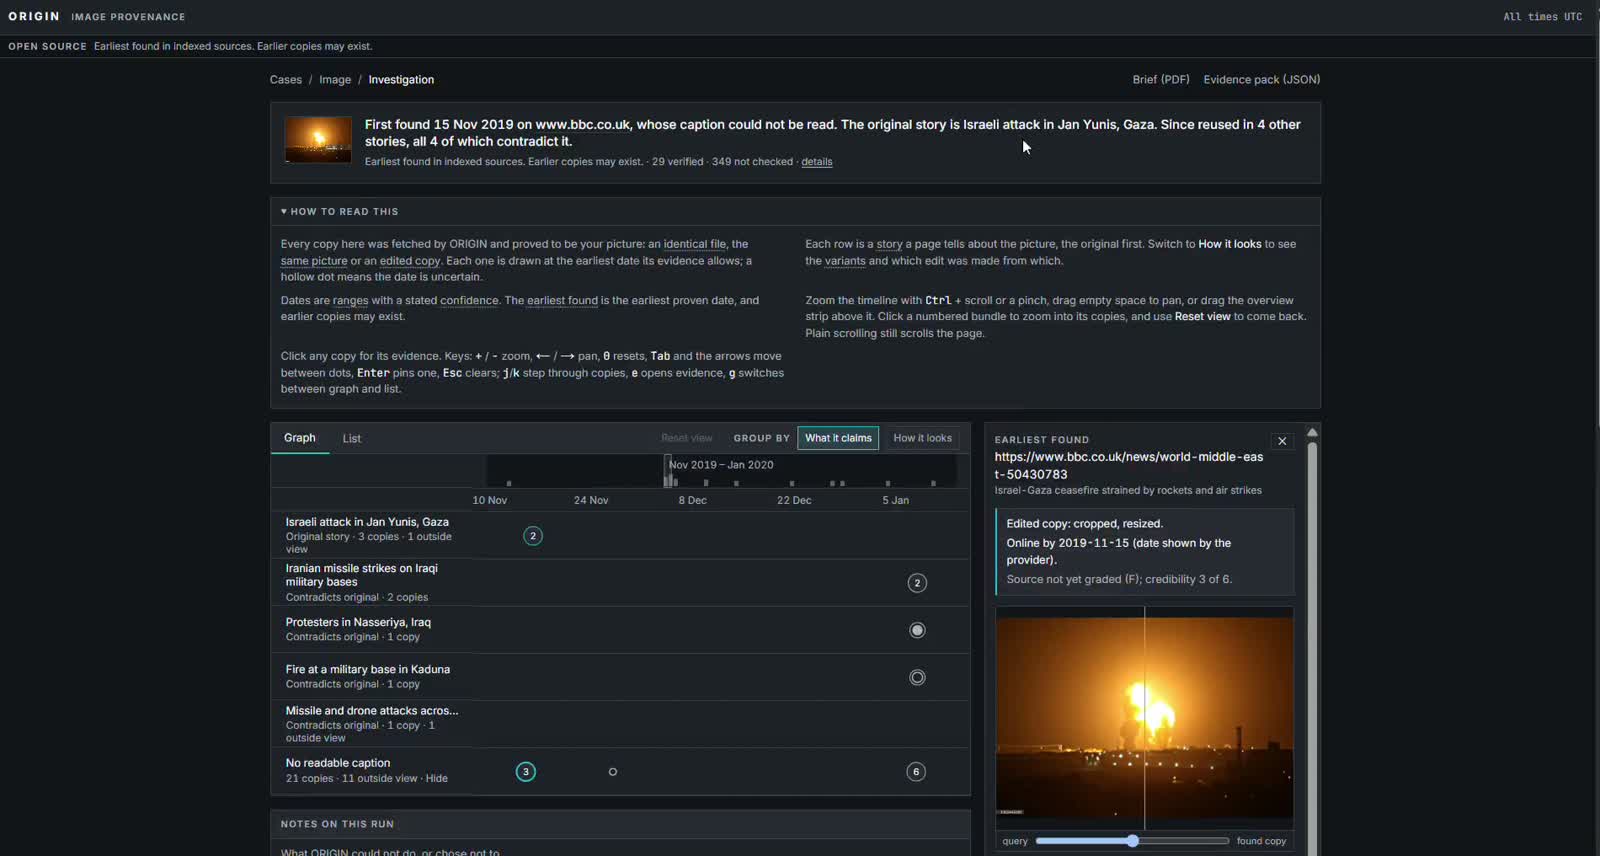 ORIGIN IMAGE PROVENANCE
All times UTC
OPEN SOURCE Earliest found in indexed sources. Earlier copies may exist.
Cases / Image / Investigation
Brief (PDF) Evidence pack (JSON)
First found 15 Nov 2019 on www.bbc.co.uk, whose caption could not be read. The original story is Israeli attack in Jan Yunis, Gaza. Since reused in 4 other
stories, all 4 of which contradict it.
Earliest found in indexed sources. Earlier copies may exist. · 29 verified · 349 not checked · details
▾ HOW TO READ THIS
Every copy here was fetched by ORIGIN and proved to be your picture: an identical file, the
same picture or an edited copy. Each one is drawn at the earliest date its evidence allows; a
hollow dot means the date is uncertain.
Each row is a story a page tells about the picture, the original first. Switch to How it looks to see
the variants and which edit was made from which.
Dates are ranges with a stated confidence. The earliest found is the earliest proven date, and
earlier copies may exist.
Zoom the timeline with Ctrl + scroll or a pinch, drag empty space to pan, or drag the overview
strip above it. Click a numbered bundle to zoom into its copies, and use Reset view to come back.
Plain scrolling still scrolls the page.
Click any copy for its evidence. Keys: + / - zoom, ← / → pan, 0 resets, Tab and the arrows move
between dots, Enter pins one, Esc clears; j/k step through copies, e opens evidence, g switches
between graph and list.
Graph List Reset view GROUP BY What it claims How it looks
Nov 2019 – Jan 2020
10 Nov 24 Nov 8 Dec 22 Dec 5 Jan
Israeli attack in Jan Yunis, Gaza
Original story · 3 copies · 1 outside
view
2
Iranian missile strikes on Iraqi
military bases
Contradicts original · 2 copies
2
Protesters in Nasseriya, Iraq
Contradicts original · 1 copy
Fire at a military base in Kaduna
Contradicts original · 1 copy
Missile and drone attacks acros...
Contradicts original · 1 copy · 1
outside view
No readable caption
21 copies · 11 outside view · Hide
3 6
NOTES ON THIS RUN
What ORIGIN could not do, or chose not to
EARLIEST FOUND
https://www.bbc.co.uk/news/world-middle-eas
t-50430783
Israel-Gaza ceasefire strained by rockets and air strikes
Edited copy: cropped, resized.
Online by 2019-11-15 (date shown by the
provider).
Source not yet graded (F); credibility 3 of 6.
query found copy